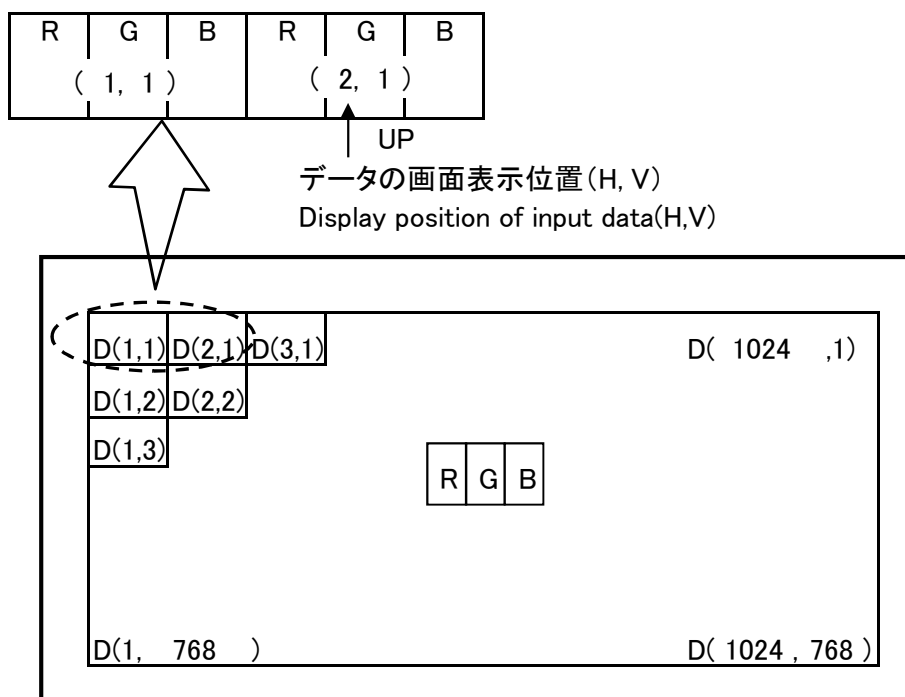 R G B R G B
( 1, 1 ) ( 2, 1 )
UP
データの画面表示位置(H, V)
Display position of input data(H,V)
D(1,1) D(2,1) D(3,1) D( 1024 ,1)
D(1,2) D(2,2)
D(1,3)
R G B
D(1, 768 ) D( 1024 , 768 )